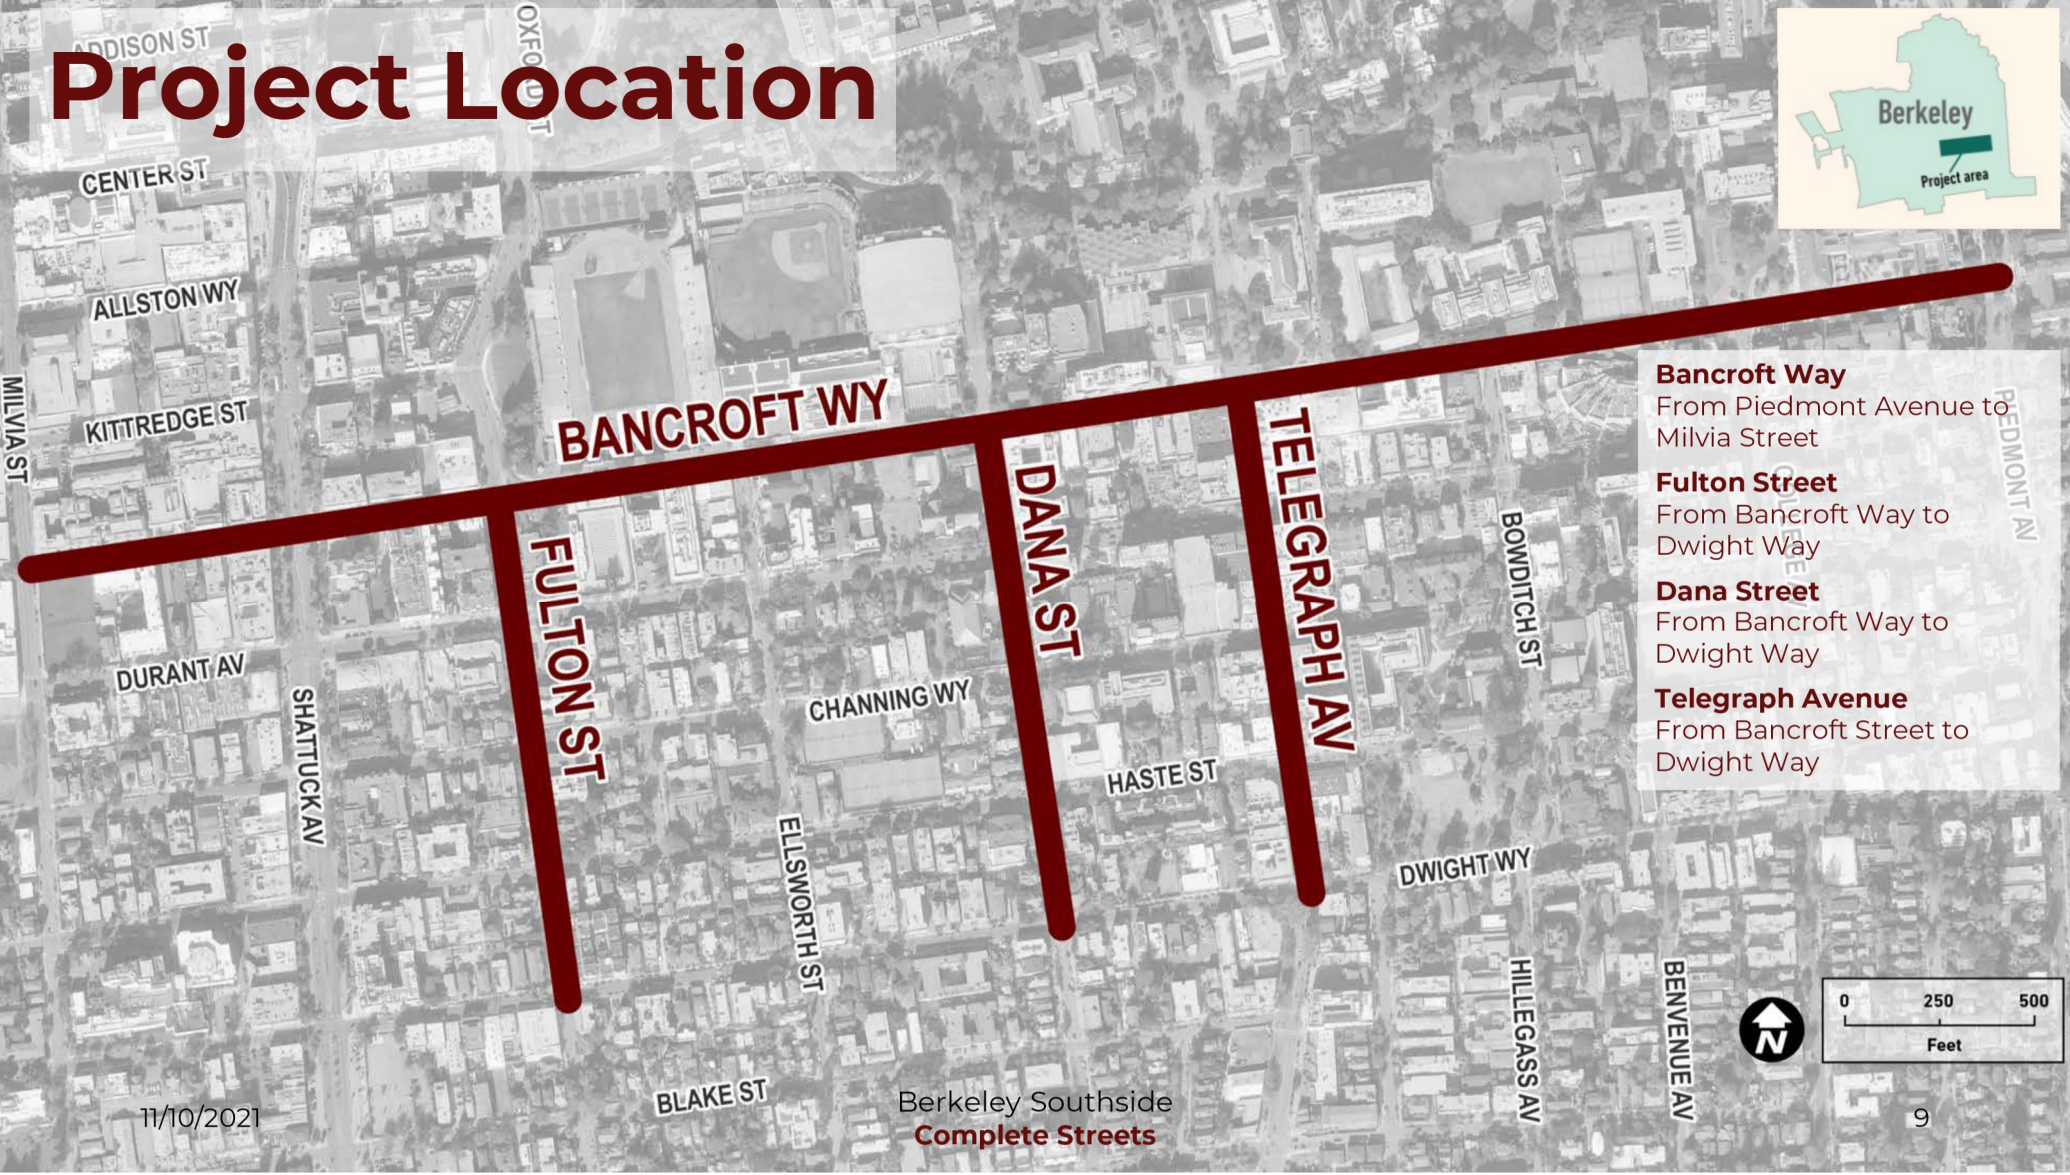 Project Location
ADDISON ST
OXFORD ST
CENTER ST
ALLSTON WY
MILVIA ST
KITTREDGE ST
BANCROFT WY
Berkeley
Project area
DURANT AV
SHATTUCK AV
FULTON ST
CHANNING WY
ELLSWORTH ST
DANA ST
HASTE ST
TELEGRAPH AV
BOWDITCH ST
DWIGHT WY
COLLEGE AV
PIEDMONT AV
Bancroft Way
From Piedmont Avenue to
Milvia Street
Fulton Street
From Bancroft Way to
Dwight Way
Dana Street
From Bancroft Way to
Dwight Way
Telegraph Avenue
From Bancroft Street to
Dwight Way
HILLEGASS AV
BENVENUE AV
N
0 250 500
Feet
BLAKE ST
11/10/2021
Berkeley Southside
Complete Streets
9